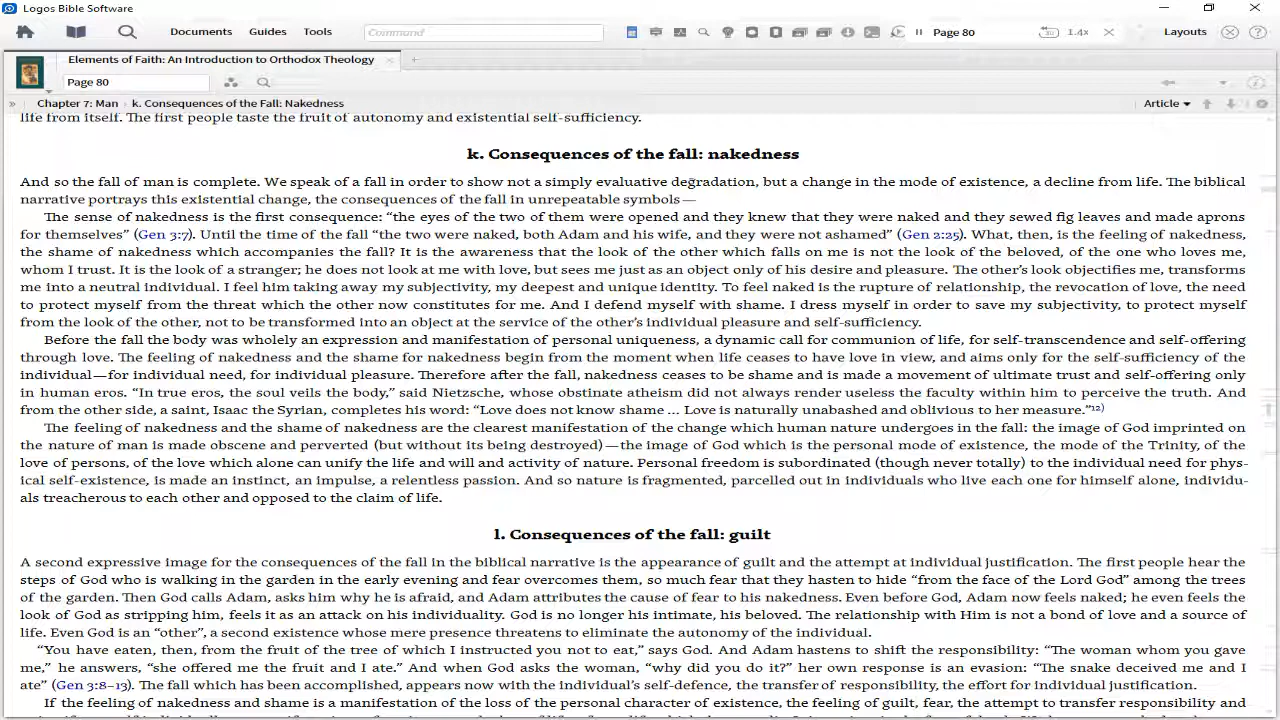 Logos Bible Software
Documents Guides Tools Command Page 80 1.4x Layouts
Elements of Faith: An Introduction to Orthodox Theology
Page 80
» Chapter 7: Man › k. Consequences of the Fall: Nakedness Article
life from itself. The first people taste the fruit of autonomy and existential self-sufficiency.
k. Consequences of the fall: nakedness
And so the fall of man is complete. We speak of a fall in order to show not a simply evaluative degradation, but a change in the mode of existence, a decline from life. The biblical
narrative portrays this existential change, the consequences of the fall in unrepeatable symbols—
The sense of nakedness is the first consequence: “the eyes of the two of them were opened and they knew that they were naked and they sewed fig leaves and made aprons
for themselves” (Gen 3:7). Until the time of the fall “the two were naked, both Adam and his wife, and they were not ashamed” (Gen 2:25). What, then, is the feeling of nakedness,
the shame of nakedness which accompanies the fall? It is the awareness that the look of the other which falls on me is not the look of the beloved, of the one who loves me,
whom I trust. It is the look of a stranger; he does not look at me with love, but sees me just as an object only of his desire and pleasure. The other’s look objectifies me, transforms
me into a neutral individual. I feel him taking away my subjectivity, my deepest and unique identity. To feel naked is the rupture of relationship, the revocation of love, the need
to protect myself from the threat which the other now constitutes for me. And I defend myself with shame. I dress myself in order to save my subjectivity, to protect myself
from the look of the other, not to be transformed into an object at the service of the other’s individual pleasure and self-sufficiency.
Before the fall the body was wholely an expression and manifestation of personal uniqueness, a dynamic call for communion of life, for self-transcendence and self-offering
through love. The feeling of nakedness and the shame for nakedness begin from the moment when life ceases to have love in view, and aims only for the self-sufficiency of the
individual—for individual need, for individual pleasure. Therefore after the fall, nakedness ceases to be shame and is made a movement of ultimate trust and self-offering only
in human eros. “In true eros, the soul veils the body,” said Nietzsche, whose obstinate atheism did not always render useless the faculty within him to perceive the truth. And
from the other side, a saint, Isaac the Syrian, completes his word: “Love does not know shame ... Love is naturally unabashed and oblivious to her measure.”12)
The feeling of nakedness and the shame of nakedness are the clearest manifestation of the change which human nature undergoes in the fall: the image of God imprinted on
the nature of man is made obscene and perverted (but without its being destroyed)—the image of God which is the personal mode of existence, the mode of the Trinity, of the
love of persons, of the love which alone can unify the life and will and activity of nature. Personal freedom is subordinated (though never totally) to the individual need for phys-
ical self-existence, is made an instinct, an impulse, a relentless passion. And so nature is fragmented, parcelled out in individuals who live each one for himself alone, individu-
als treacherous to each other and opposed to the claim of life.
l. Consequences of the fall: guilt
A second expressive image for the consequences of the fall in the biblical narrative is the appearance of guilt and the attempt at individual justification. The first people hear the
steps of God who is walking in the garden in the early evening and fear overcomes them, so much fear that they hasten to hide “from the face of the Lord God” among the trees
of the garden. Then God calls Adam, asks him why he is afraid, and Adam attributes the cause of fear to his nakedness. Even before God, Adam now feels naked; he even feels the
look of God as stripping him, feels it as an attack on his individuality. God is no longer his intimate, his beloved. The relationship with Him is not a bond of love and a source of
life. Even God is an “other”, a second existence whose mere presence threatens to eliminate the autonomy of the individual.
“You have eaten, then, from the fruit of the tree of which I instructed you not to eat,” says God. And Adam hastens to shift the responsibility: “The woman whom you gave
me,” he answers, “she offered me the fruit and I ate.” And when God asks the woman, “why did you do it?” her own response is an evasion: “The snake deceived me and I
ate” (Gen 3:8–13). The fall which has been accomplished, appears now with the individual’s self-defence, the transfer of responsibility, the effort for individual justification.
If the feeling of nakedness and shame is a manifestation of the loss of the personal character of existence, the feeling of guilt, fear, the attempt to transfer responsibility and